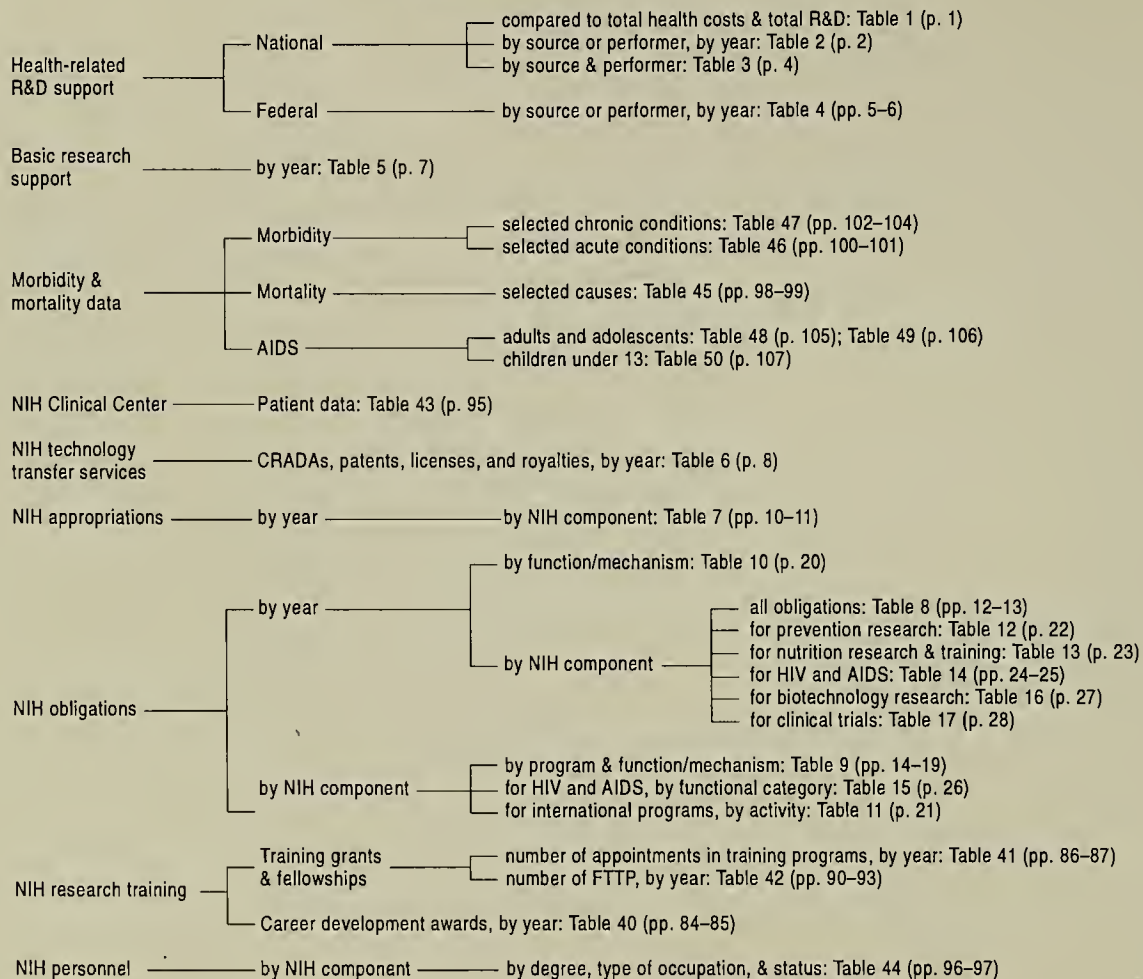 Health-related
R&D support
National
compared to total health costs & total R&D: Table 1 (p. 1)
by source or performer, by year: Table 2 (p. 2)
by source & performer: Table 3 (p. 4)
Federal
by source or performer, by year: Table 4 (pp. 5–6)
Basic research
support
by year: Table 5 (p. 7)
Morbidity &
mortality data
Morbidity
selected chronic conditions: Table 47 (pp. 102–104)
selected acute conditions: Table 46 (pp. 100–101)
Mortality
selected causes: Table 45 (pp. 98–99)
AIDS
adults and adolescents: Table 48 (p. 105); Table 49 (p. 106)
children under 13: Table 50 (p. 107)
NIH Clinical Center
Patient data: Table 43 (p. 95)
NIH technology
transfer services
CRADAs, patents, licenses, and royalties, by year: Table 6 (p. 8)
NIH appropriations
by year
by NIH component: Table 7 (pp. 10–11)
NIH obligations
by year
by function/mechanism: Table 10 (p. 20)
by NIH component
all obligations: Table 8 (pp. 12–13)
for prevention research: Table 12 (p. 22)
for nutrition research & training: Table 13 (p. 23)
for HIV and AIDS: Table 14 (pp. 24–25)
for biotechnology research: Table 16 (p. 27)
for clinical trials: Table 17 (p. 28)
by NIH component
by program & function/mechanism: Table 9 (pp. 14–19)
for HIV and AIDS, by functional category: Table 15 (p. 26)
for international programs, by activity: Table 11 (p. 21)
NIH research training
Training grants
& fellowships
number of appointments in training programs, by year: Table 41 (pp. 86–87)
number of FTTP, by year: Table 42 (pp. 90–93)
Career development awards, by year: Table 40 (pp. 84–85)
NIH personnel
by NIH component
by degree, type of occupation, & status: Table 44 (pp. 96–97)